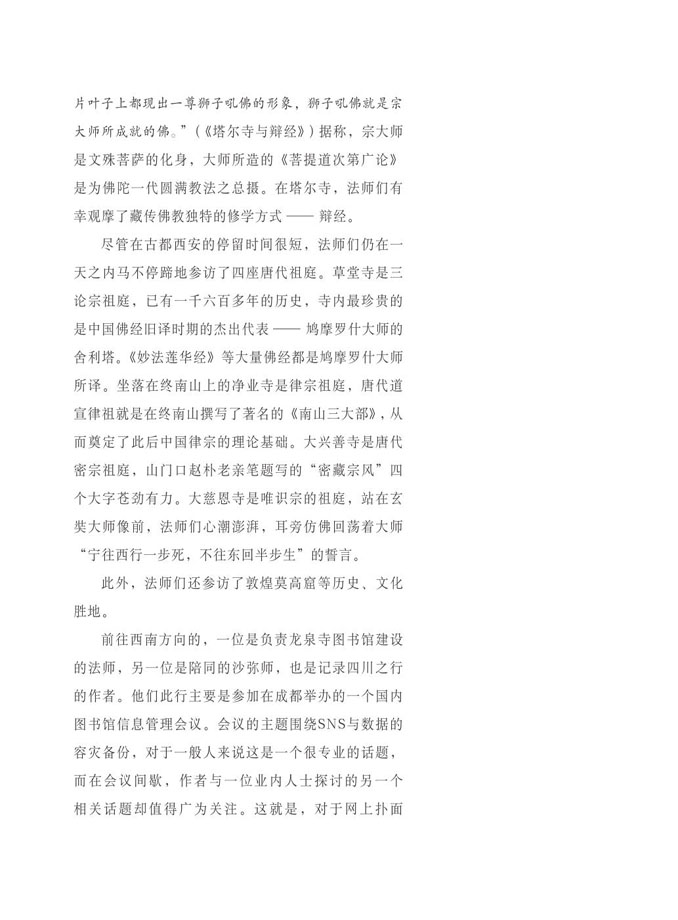 片叶子上都现出一尊狮子吼佛的形象，狮子吼佛就是宗
大师所成就的佛。”（《塔尔寺与辩经》）据称，宗大师
是文殊菩萨的化身，大师所造的《菩提道次第广论》
是为佛陀一代圆满教法之总摄。在塔尔寺，法师们有
幸观摩了藏传佛教独特的修学方式 —— 辩经。
尽管在古都西安的停留时间很短，法师们仍在一
天之内马不停蹄地参访了四座唐代祖庭。草堂寺是三
论宗祖庭，已有一千六百多年的历史，寺内最珍贵的
是中国佛经旧译时期的杰出代表 —— 鸠摩罗什大师的
舍利塔。《妙法莲华经》等大量佛经都是鸠摩罗什大师
所译。坐落在终南山上的净业寺是律宗祖庭，唐代道
宣律祖就是在终南山撰写了著名的《南山三大部》，从
而奠定了此后中国律宗的理论基础。大兴善寺是唐代
密宗祖庭，山门口赵朴老亲笔题写的“密藏宗风”四
个大字苍劲有力。大慈恩寺是唯识宗的祖庭，站在玄
奘大师像前，法师们心潮澎湃，耳旁仿佛回荡着大师
“宁往西行一步死，不往东回半步生”的誓言。
此外，法师们还参访了敦煌莫高窟等历史、文化
胜地。
前往西南方向的，一位是负责龙泉寺图书馆建设
的法师，另一位是陪同的沙弥师，也是记录四川之行
的作者。他们此行主要是参加在成都举办的一个国内
图书馆信息管理会议。会议的主题围绕SNS与数据的
容灾备份，对于一般人来说这是一个很专业的话题，
而在会议间歇，作者与一位业内人士探讨的另一个
相关话题却值得广为关注。这就是，对于网上扑面